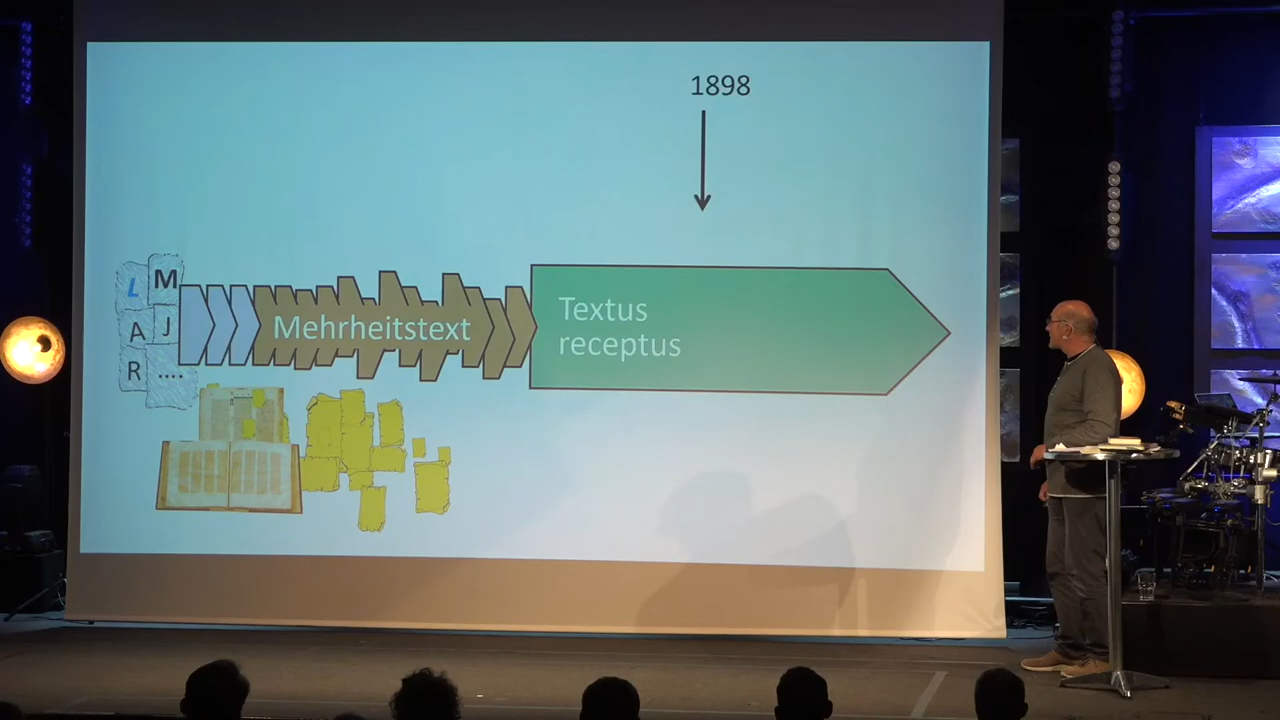 1898
L
M
A
J
R
....
Mehrheitstext
Textus
receptus